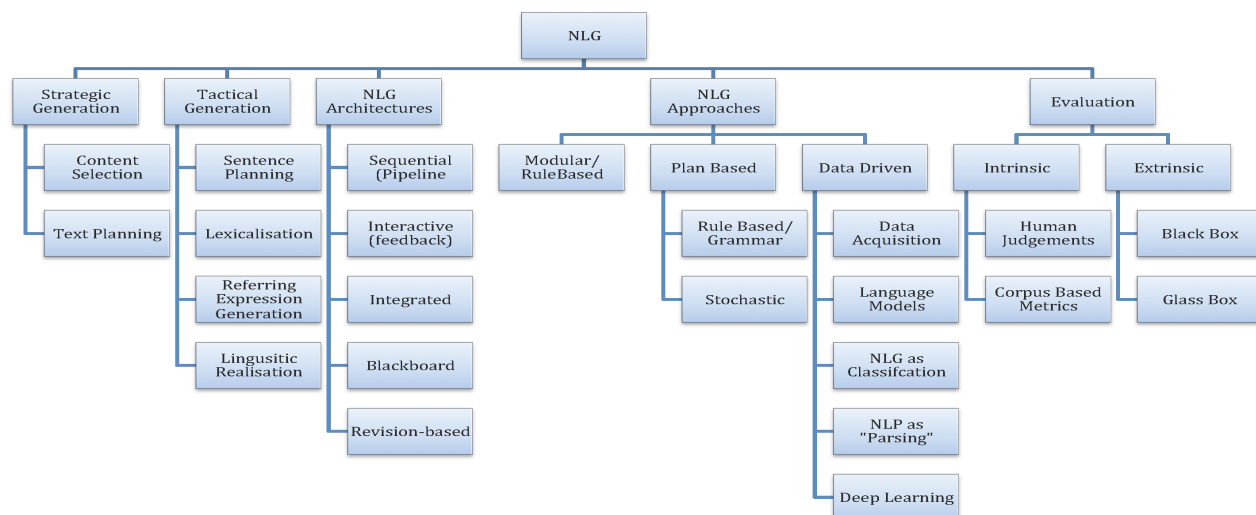 NLG
Strategic
Generation
Tactical
Generation
NLG
Architectures
NLG
Approaches
Evaluation
Content
Selection
Sentence
Planning
Sequential
(Pipeline
Modular/
RuleBased
Plan Based
Data Driven
Intrinsic
Extrinsic
Text Planning
Lexicalisation
Interactive
(feedback)
Rule Based/
Grammar
Data
Acquisition
Human
Judgements
Black Box
Referring
Expression
Generation
Integrated
Stochastic
Language
Models
Corpus Based
Metrics
Glass Box
Lingusitic
Realisation
Blackboard
NLG as
Classifcation
Revision-based
NLP as
"Parsing"
Deep Learning